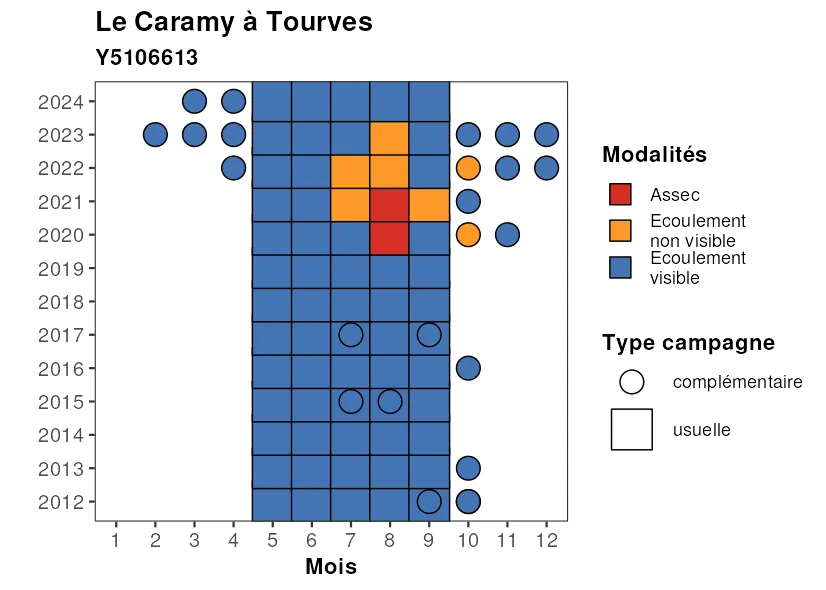 Le Caramy à Tourves
Y5106613
2024
2023
2022
2021
2020
2019
2018
2017
2016
2015
2014
2013
2012
1 2 3 4 5 6 7 8 9 10 11 12
Mois
Modalités
Assec
Ecoulement
non visible
Ecoulement
visible
Type campagne
complémentaire
usuelle